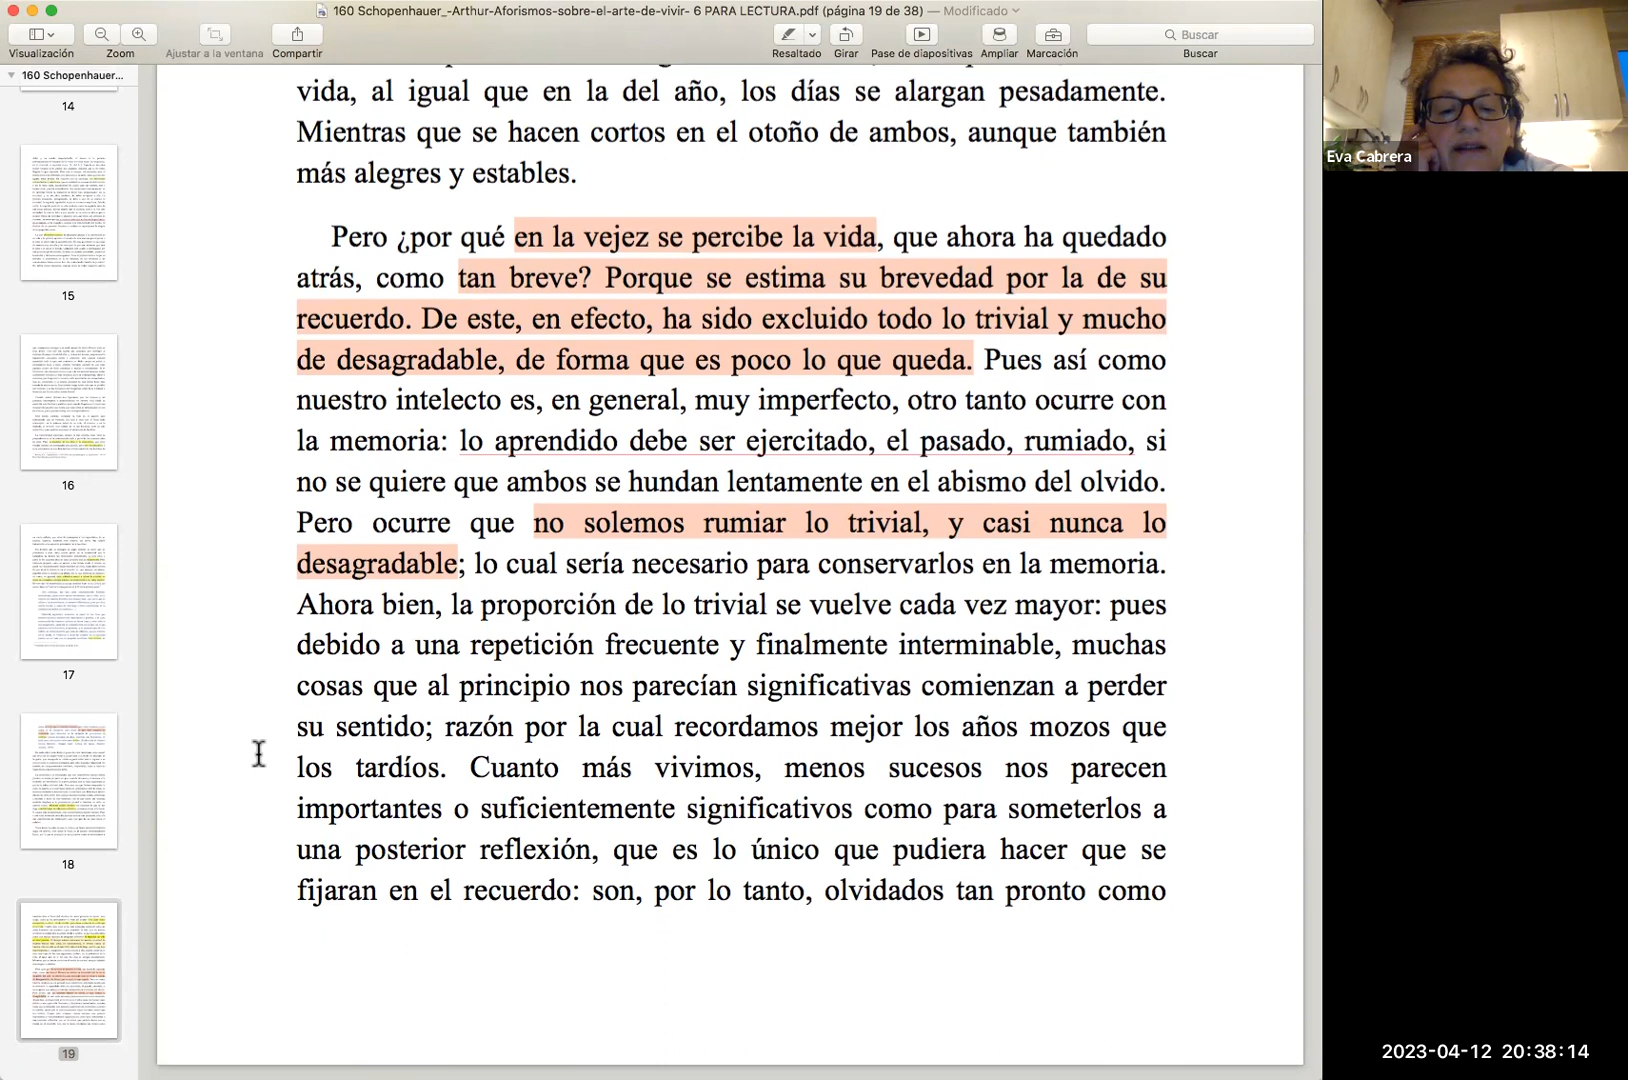 160 Schopenhauer_-Arthur-Aforismos-sobre-el-arte-de-vivir- 6 PARA LECTURA.pdf (página 19 de 38) — Modificado
Buscar
Visualización
Zoom
Ajustar a la ventana
Compartir
Resaltado
Girar
Pase de diapositivas
Ampliar
Marcación
Buscar
160 Schopenhauer...
14
15
16
17
18
19
vida, al igual que en la del año, los días se alargan pesadamente.
Mientras que se hacen cortos en el otoño de ambos, aunque también
más alegres y estables.
Pero ¿por qué en la vejez se percibe la vida, que ahora ha quedado
atrás, como tan breve? Porque se estima su brevedad por la de su
recuerdo. De este, en efecto, ha sido excluido todo lo trivial y mucho
de desagradable, de forma que es poco lo que queda. Pues así como
nuestro intelecto es, en general, muy imperfecto, otro tanto ocurre con
la memoria: lo aprendido debe ser ejercitado, el pasado, rumiado, si
no se quiere que ambos se hundan lentamente en el abismo del olvido.
Pero ocurre que no solemos rumiar lo trivial, y casi nunca lo
desagradable; lo cual sería necesario para conservarlos en la memoria.
Ahora bien, la proporción de lo trivial se vuelve cada vez mayor: pues
debido a una repetición frecuente y finalmente interminable, muchas
cosas que al principio nos parecían significativas comienzan a perder
su sentido; razón por la cual recordamos mejor los años mozos que
los tardíos. Cuanto más vivimos, menos sucesos nos parecen
importantes o suficientemente significativos como para someterlos a
una posterior reflexión, que es lo único que pudiera hacer que se
fijaran en el recuerdo: son, por lo tanto, olvidados tan pronto como
Eva Cabrera
2023-04-12 20:38:14